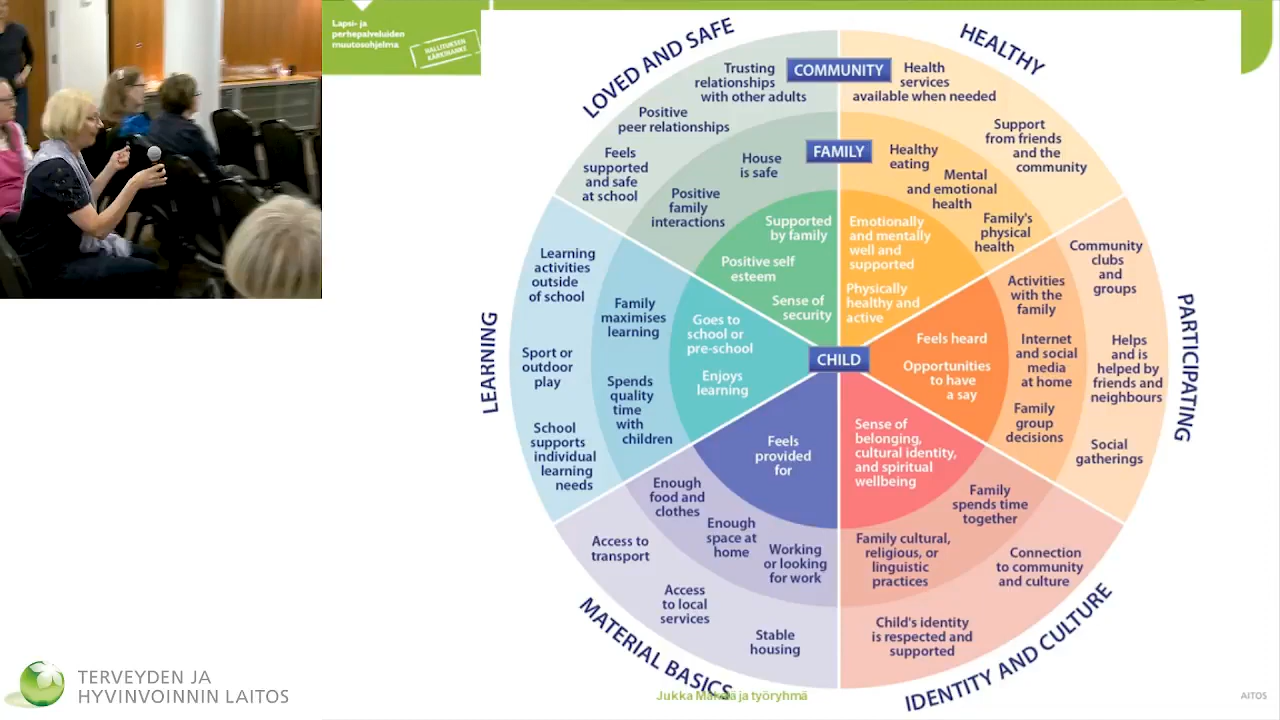 Lapsi- ja
perhepalveluiden
muutosohjelma
HALLITUKSEN
KÄRKIHANKE
LOVED AND SAFE
HEALTHY
COMMUNITY
Trusting
relationships
with other adults
Positive
peer relationships
Feels
supported
and safe
at school
Health
services
available when needed
Support
from friends
and the
community
FAMILY
House
is safe
Positive
family
interactions
Healthy
eating
Mental
and emotional
health
Family's
physical
health
Supported
by family
Positive self
esteem
Sense of
security
Emotionally
and mentally
well and
supported
Physically
healthy and
active
LEARNING
Learning
activities
outside
of school
Sport or
outdoor
play
School
supports
individual
learning
needs
Family
maximises
learning
Spends
quality
time
with
children
Goes to
school or
pre-school
Enjoys
learning
CHILD
Feels heard
Opportunities
to have
a say
Activities
with the
family
Internet
and social
media
at home
Family
group
decisions
Community
clubs
and
groups
Helps
and is
helped by
friends and
neighbours
Social
gatherings
PARTICIPATING
Feels
provided
for
Enough
food and
clothes
Enough
space at
home
Working
or looking
for work
Access to
transport
Access
to local
services
Stable
housing
MATERIAL BASICS
Sense of
belonging,
cultural identity,
and spiritual
wellbeing
Family
spends time
together
Family cultural,
religious, or
linguistic
practices
Connection
to community
and culture
Child's identity
is respected and
supported
IDENTITY AND CULTURE
TERVEYDEN JA
HYVINVOINNIN LAITOS
Jukka Mäkelä ja työryhmä
AITOS